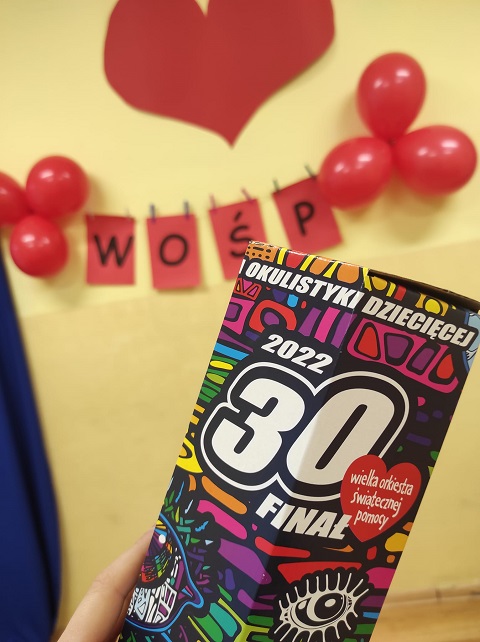 WOŚP
OKULISTYKI DZIECIĘCEJ
2022
30
FINAŁ
wielka orkiestra
świątecznej
pomocy